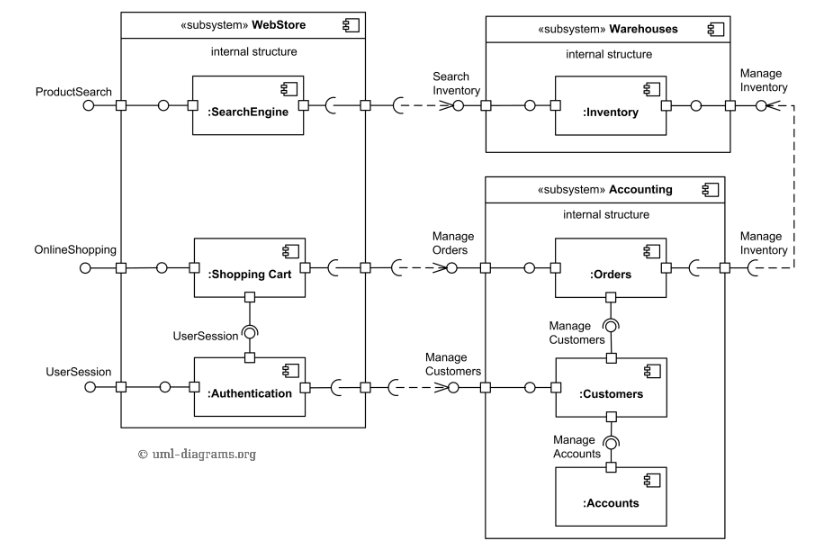 «subsystem» WebStore
internal structure
ProductSearch
:SearchEngine
Search
Inventory
«subsystem» Warehouses
internal structure
:Inventory
Manage
Inventory
OnlineShopping
:Shopping Cart
UserSession
UserSession
:Authentication
Manage
Orders
Manage
Customers
«subsystem» Accounting
internal structure
:Orders
Manage
Inventory
Manage
Customers
:Customers
Manage
Accounts
:Accounts
© uml-diagrams.org